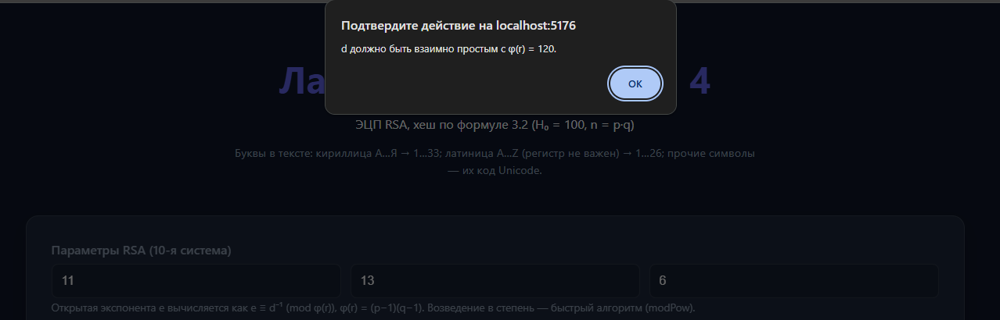 Подтвердите действие на localhost:5176
d должно быть взаимно простым с φ(r) = 120.
ОК
Ла 4
ЭЦП RSA, хеш по формуле 3.2 (H₀ = 100, n = p·q)
Буквы в тексте: кириллица А…Я → 1…33; латиница A…Z (регистр не важен) → 1…26; прочие символы
— их код Unicode.
Параметры RSA (10-я система)
11 13 6
Открытая экспонента e вычисляется как e ≡ d⁻¹ (mod φ(r)), φ(r) = (p−1)(q−1). Возведение в степень — быстрый алгоритм (modPow).